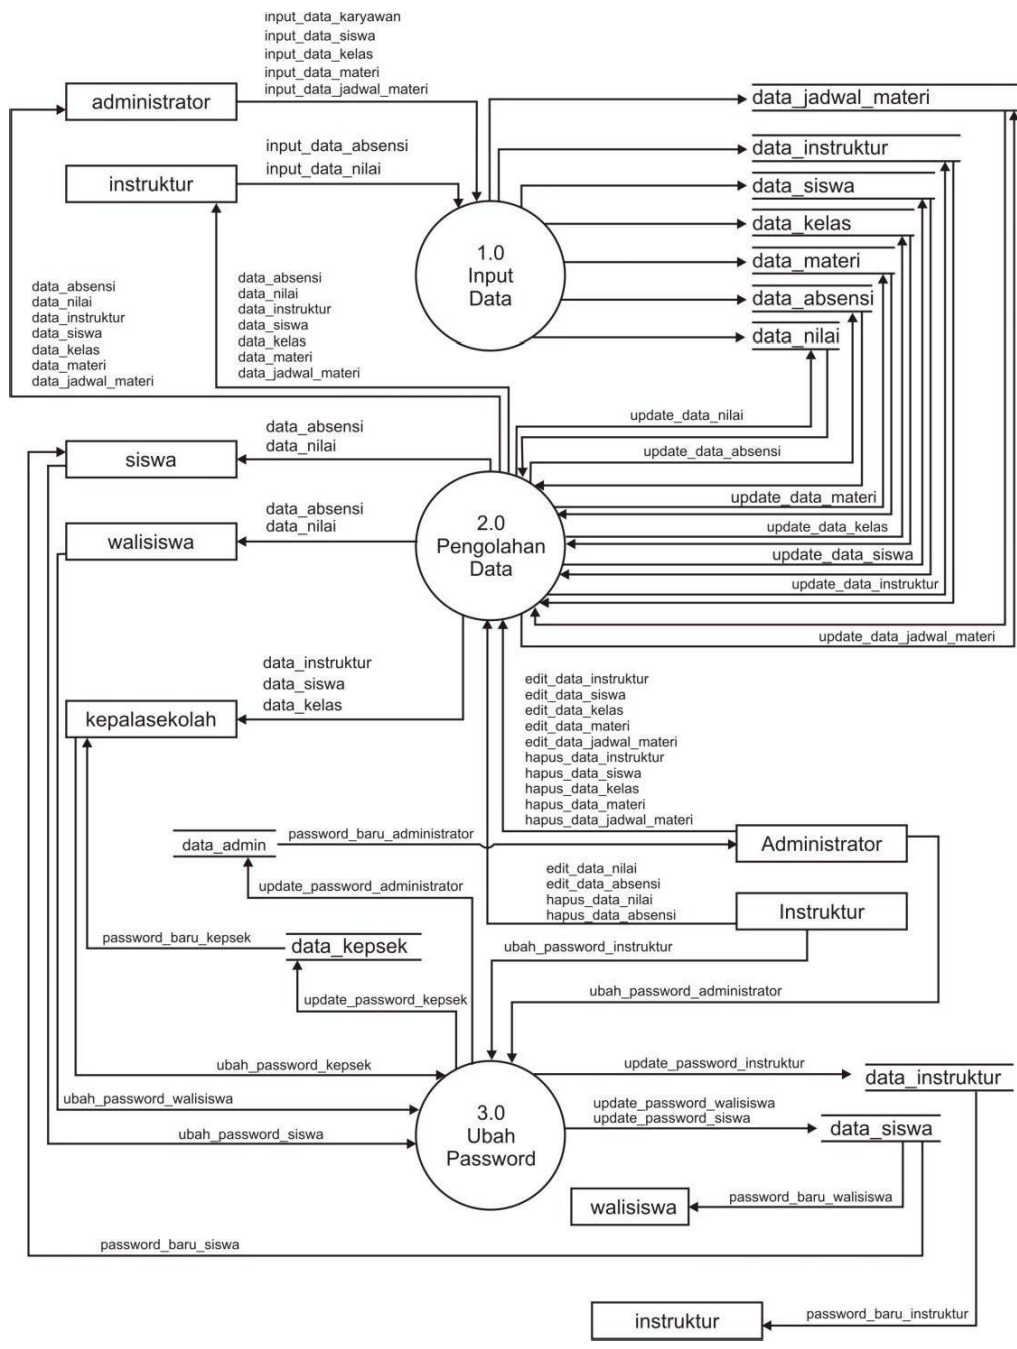 input_data_karyawan
input_data_siswa
input_data_kelas
input_data_materi
input_data_jadwal_materi
administrator
data_jadwal_materi
input_data_absensi
input_data_nilai
instruktur
data_instruktur
data_siswa
data_kelas
data_materi
data_absensi
data_nilai
1.0
Input
Data
data_absensi
data_nilai
data_instruktur
data_siswa
data_kelas
data_materi
data_jadwal_materi
data_absensi
data_nilai
data_instruktur
data_siswa
data_kelas
data_materi
data_jadwal_materi
update_data_nilai
update_data_absensi
update_data_materi
update_data_kelas
update_data_siswa
update_data_instruktur
update_data_jadwal_materi
data_absensi
data_nilai
siswa
data_absensi
data_nilai
walisiswa
2.0
Pengolahan
Data
data_instruktur
data_siswa
data_kelas
kepalasekolah
edit_data_instruktur
edit_data_siswa
edit_data_kelas
edit_data_materi
edit_data_jadwal_materi
hapus_data_instruktur
hapus_data_siswa
hapus_data_kelas
hapus_data_materi
hapus_data_jadwal_materi
data_admin
password_baru_administrator
Administrator
update_password_administrator
edit_data_nilai
edit_data_absensi
hapus_data_nilai
hapus_data_absensi
Instruktur
password_baru_kepsek
data_kepsek
ubah_password_instruktur
update_password_kepsek
ubah_password_administrator
ubah_password_kepsek
ubah_password_walisiswa
ubah_password_siswa
3.0
Ubah
Password
update_password_instruktur
data_instruktur
update_password_walisiswa
update_password_siswa
data_siswa
walisiswa
password_baru_walisiswa
password_baru_siswa
instruktur
password_baru_instruktur